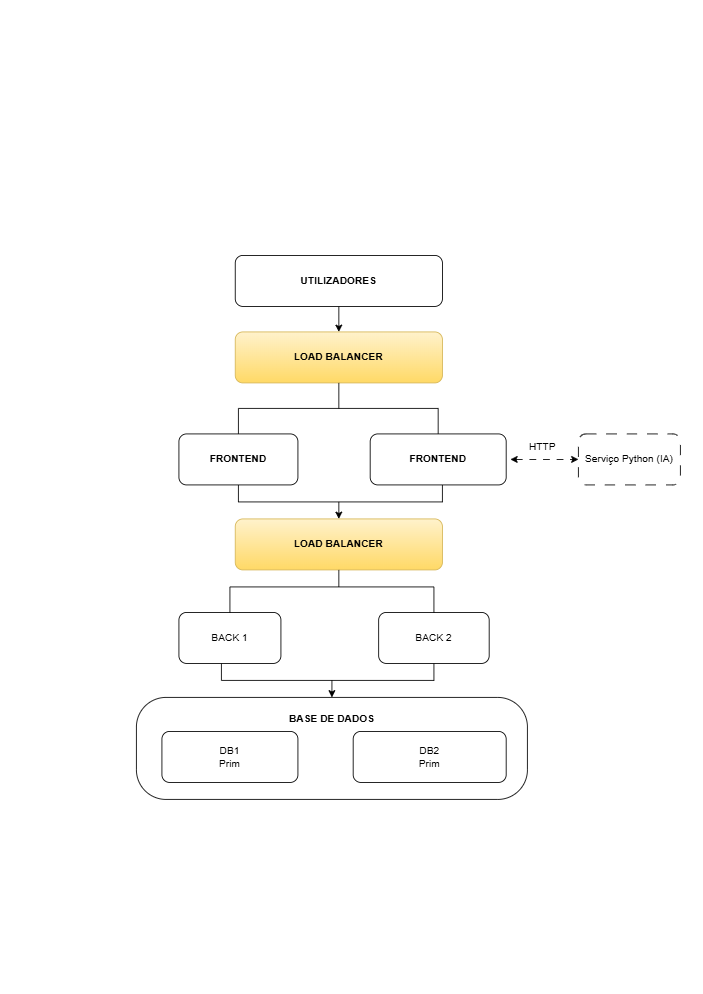 UTILIZADORES
LOAD BALANCER
FRONTEND
FRONTEND
HTTP
Serviço Python (IA)
LOAD BALANCER
BACK 1
BACK 2
BASE DE DADOS
DB1
Prim
DB2
Prim